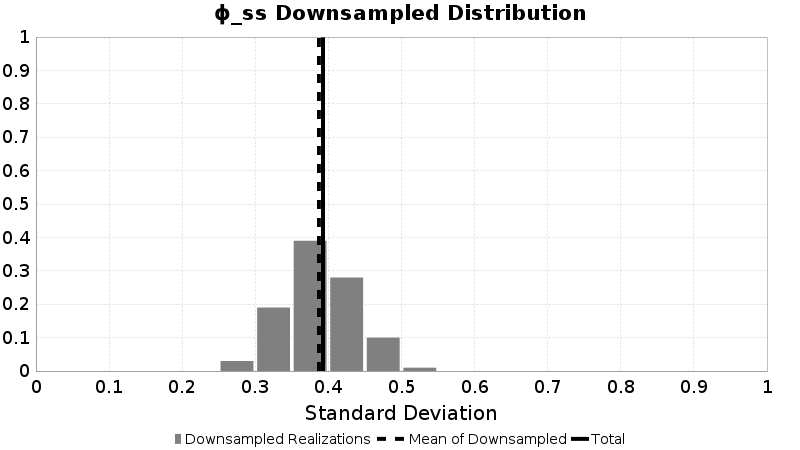 ϕ_ss Downsampled Distribution
1
0.9
0.8
0.7
0.6
0.5
0.4
0.3
0.2
0.1
0
0 0.1 0.2 0.3 0.4 0.5 0.6 0.7 0.8 0.9 1
Standard Deviation
Downsampled Realizations Mean of Downsampled Total